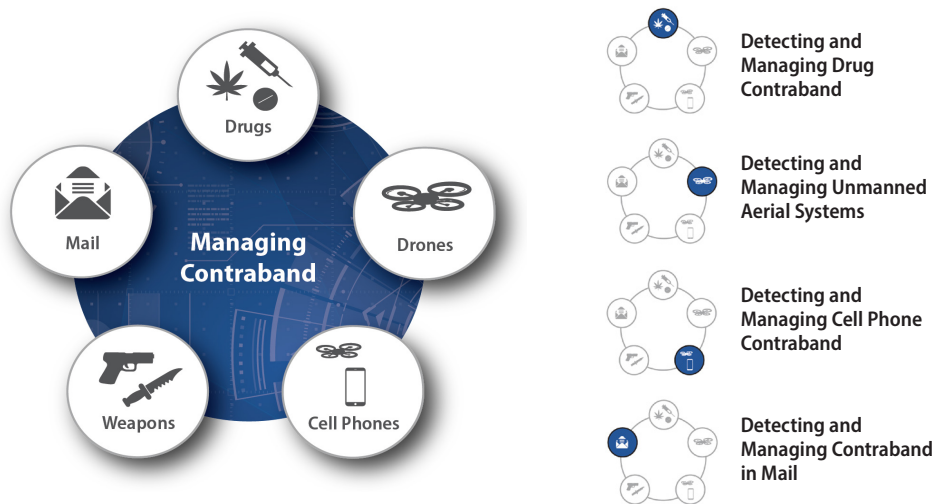 Drugs
Mail
Managing
Contraband
Drones
Weapons
Cell Phones
Detecting and
Managing Drug
Contraband
Detecting and
Managing Unmanned
Aerial Systems
Detecting and
Managing Cell Phone
Contraband
Detecting and
Managing Contraband
in Mail